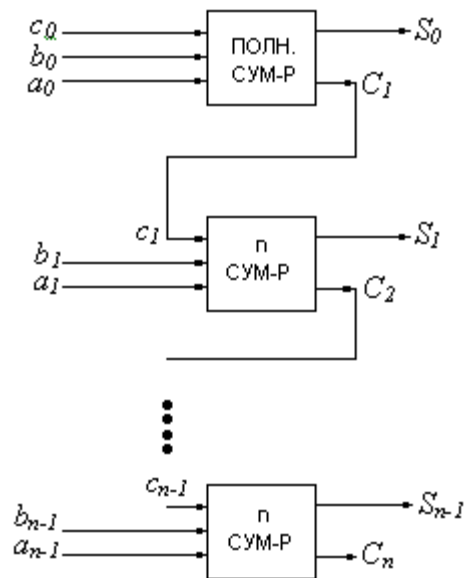 c0
b0
a0
ПОЛН.
СУМ-Р
S0
C1
c1
b1
a1
п
СУМ-Р
S1
C2
cn-1
bn-1
an-1
п
СУМ-Р
Sn-1
Cn